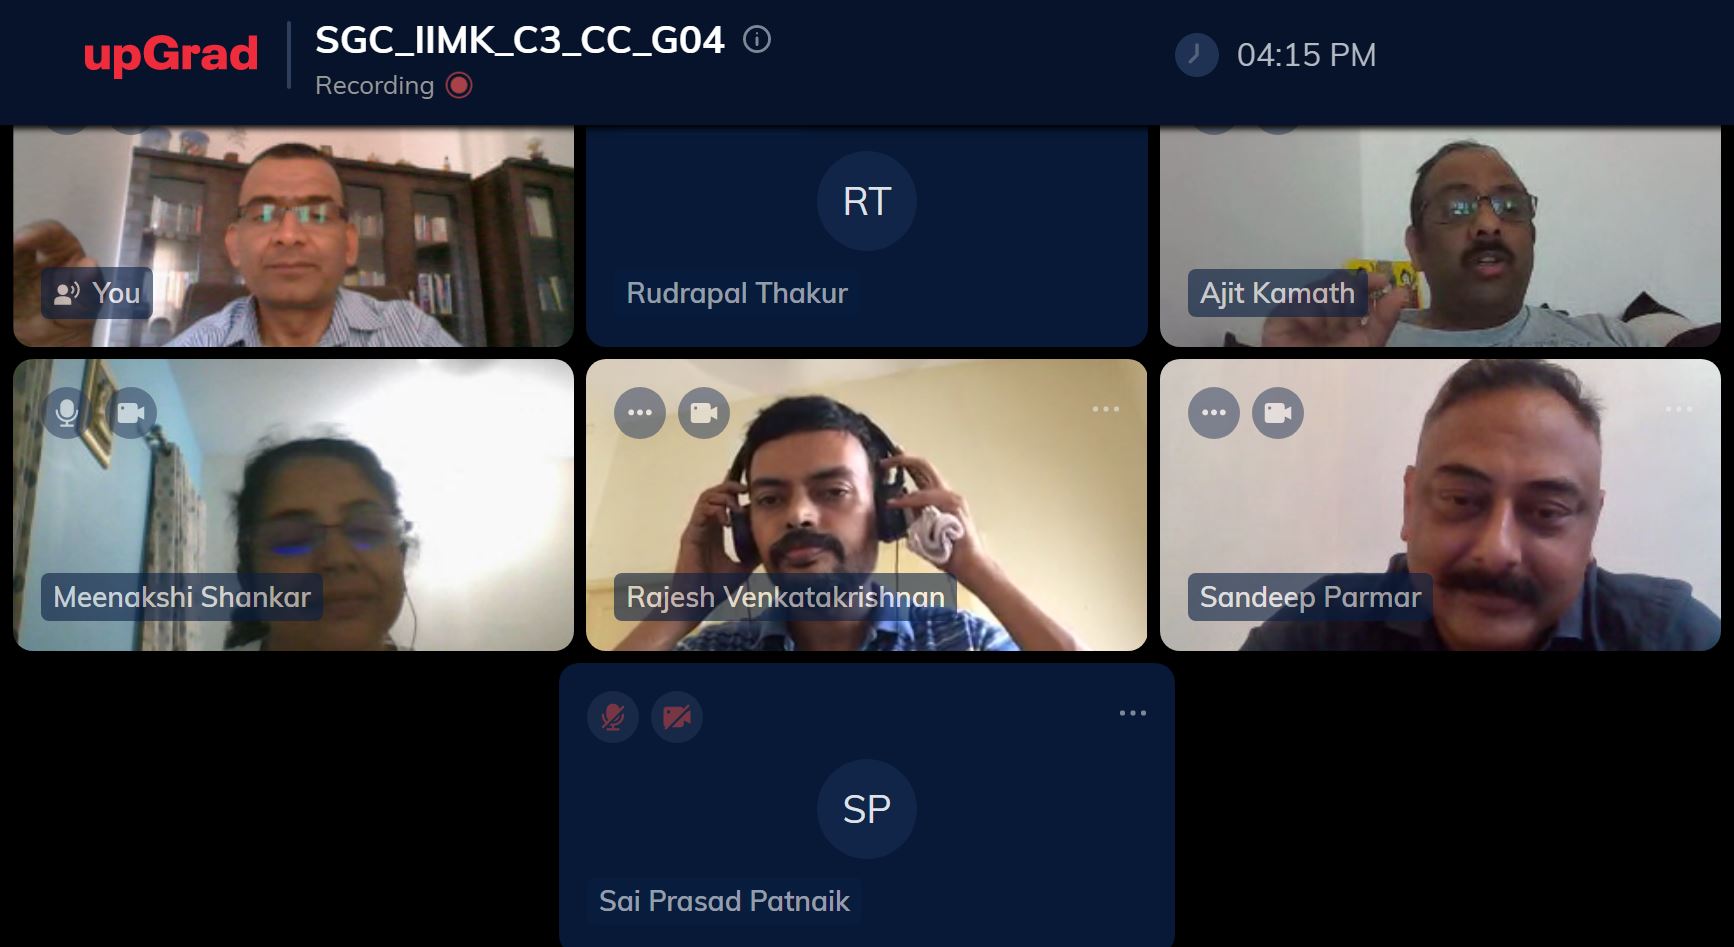 upGrad
SGC_IIMK_C3_CC_G04
Recording
04:15 PM
You
RT
Rudrapal Thakur
Ajit Kamath
Meenakshi Shankar
Rajesh Venkatakrishnan
Sandeep Parmar
SP
Sai Prasad Patnaik